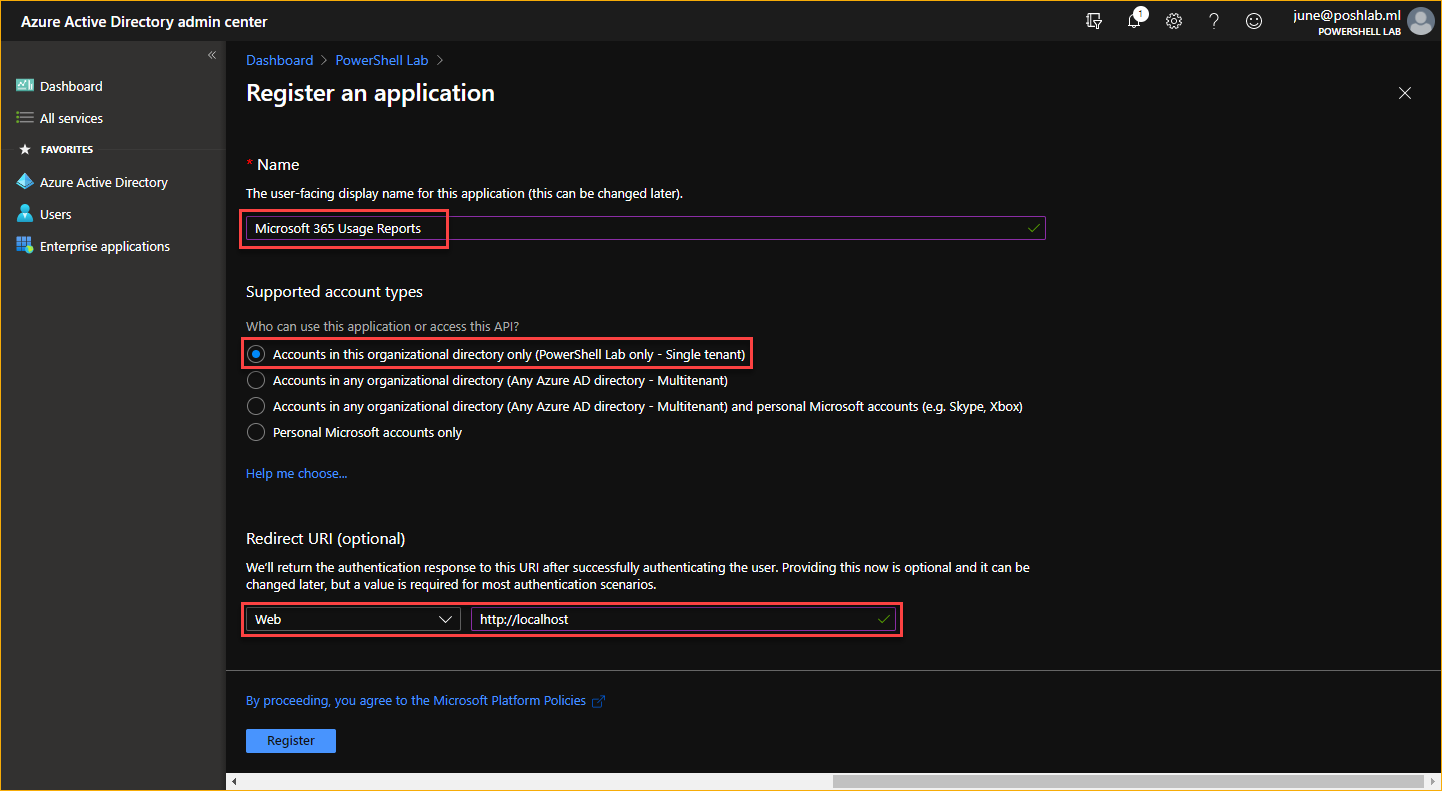 Azure Active Directory admin center
1
june@poshlab.ml
POWERSHELL LAB
«
Dashboard
All services
FAVORITES
Azure Active Directory
Users
Enterprise applications
Dashboard > PowerShell Lab >
Register an application
* Name
The user-facing display name for this application (this can be changed later).
Microsoft 365 Usage Reports
Supported account types
Who can use this application or access this API?
Accounts in this organizational directory only (PowerShell Lab only - Single tenant)
Accounts in any organizational directory (Any Azure AD directory - Multitenant)
Accounts in any organizational directory (Any Azure AD directory - Multitenant) and personal Microsoft accounts (e.g. Skype, Xbox)
Personal Microsoft accounts only
Help me choose...
Redirect URI (optional)
We'll return the authentication response to this URI after successfully authenticating the user. Providing this now is optional and it can be
changed later, but a value is required for most authentication scenarios.
Web
http://localhost
By proceeding, you agree to the Microsoft Platform Policies
Register